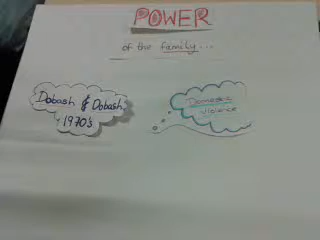 POWER
of the family...
Dobash & Dobash
1970's
Domestic
Violence